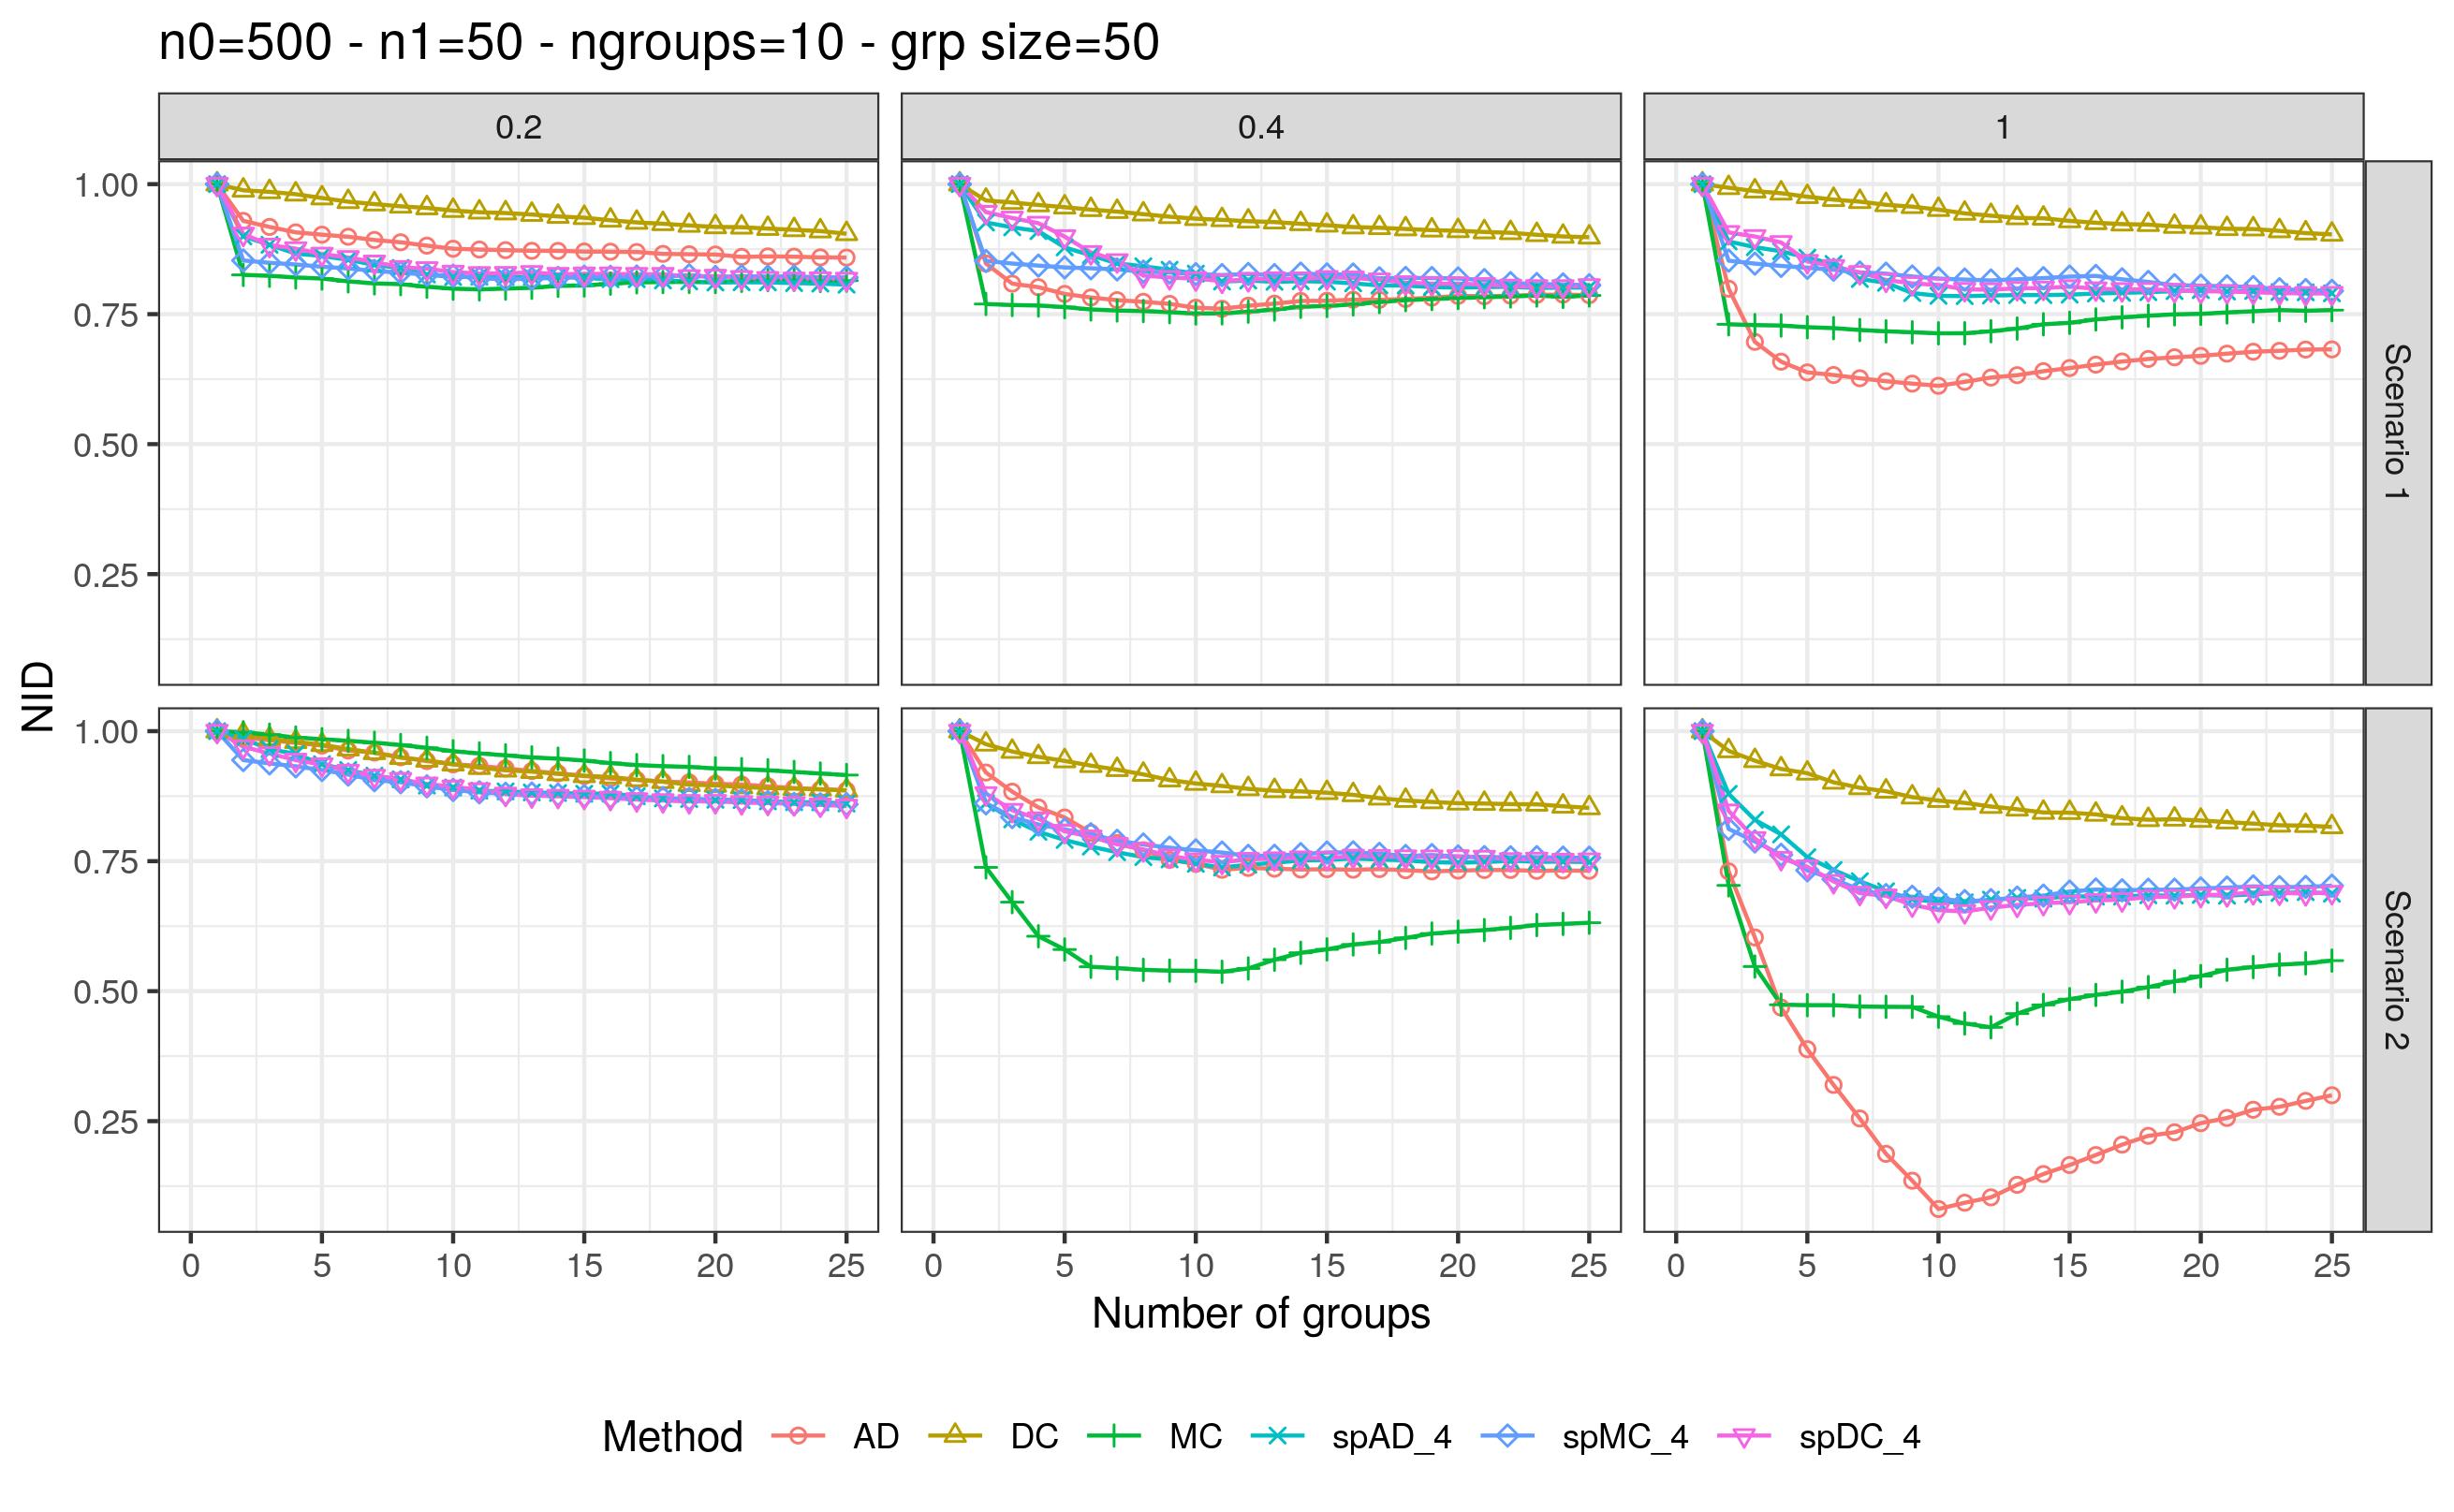 n0=500 - n1=50 - ngroups=10 - grp size=50
0.2 0.4 1
1.00
0.75
0.50
0.25
Scenario 1
NID
1.00
0.75
0.50
0.25
Scenario 2
0 5 10 15 20 25 0 5 10 15 20 25 0 5 10 15 20 25
Number of groups
Method AD DC MC spAD_4 spMC_4 spDC_4